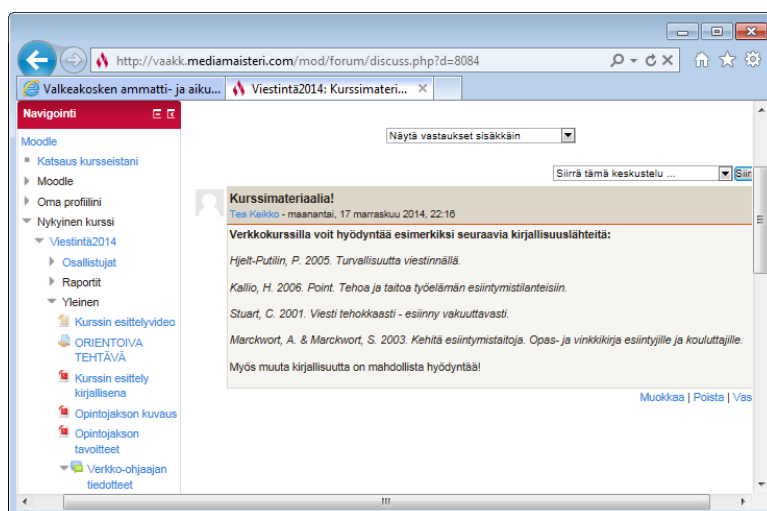 http://vaakk.mediamaisteri.com/mod/forum/discuss.php?d=8084
Valkeakosken ammatti- ja aiku...
Viestintä2014: Kurssimateri...
Navigointi
Moodle
Katsaus kursseistani
Moodle
Oma profiilini
Nykyinen kurssi
Viestintä2014
Osallistujat
Raportit
Yleinen
Kurssin esittelyvideo
ORIENTOIVA
TEHTÄVÄ
Kurssin esittely
kirjallisena
Opintojakson kuvaus
Opintojakson
tavoitteet
Verkko-ohjaajan
tiedotteet
Näytä vastaukset sisäkkäin
Siirrä tämä keskustelu ...
Siir
Kurssimateriaalia!
Tea Keikko - maanantai, 17 marraskuu 2014, 22:16
Verkkokurssilla voit hyödyntää esimerkiksi seuraavia kirjallisuuslähteitä:
Hjelt-Putilin, P. 2005. Turvallisuutta viestinnällä.
Kallio, H. 2006. Point. Tehoa ja taitoa työelämän esiintymistilanteisiin.
Stuart, C. 2001. Viesti tehokkaasti - esiinny vakuuttavasti.
Marckwort, A. & Marckwort, S. 2003. Kehitä esiintymistaitoja. Opas- ja vinkkikirja esiintyjille ja kouluttajille.
Myös muuta kirjallisuutta on mahdollista hyödyntää!
Muokkaa | Poista | Vas